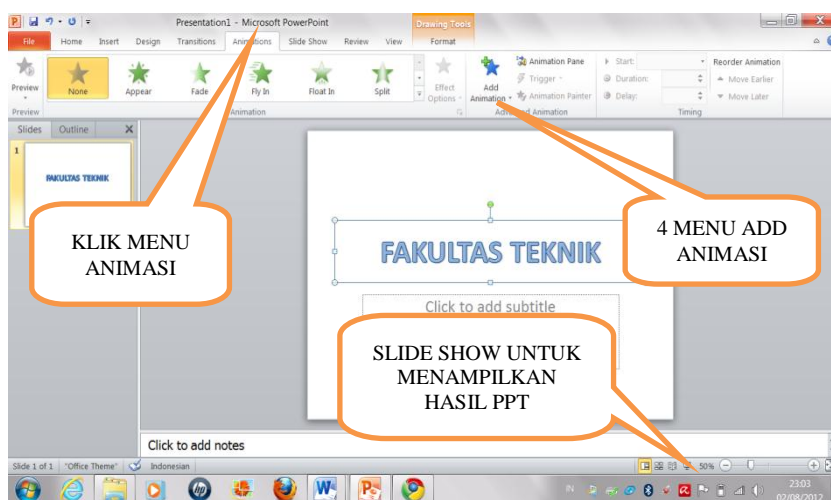 Presentation1 - Microsoft PowerPoint
Drawing Tools
File Home Insert Design Transitions Animations Slide Show Review View Format
Preview
None
Appear
Fade
Fly In
Float In
Split
Effect Options
Add Animation
Animation Pane
Trigger
Animation Painter
Start:
Duration:
Delay:
Reorder Animation
Move Earlier
Move Later
Preview
Animation
Advanced Animation
Timing
Slides Outline
1
FAKULTAS TEKNIK
KLIK MENU
ANIMASI
4 MENU ADD
ANIMASI
FAKULTAS TEKNIK
Click to add subtitle
SLIDE SHOW UNTUK
MENAMPILKAN
HASIL PPT
Click to add notes
Slide 1 of 1 "Office Theme" Indonesian 50%
IN
23:03